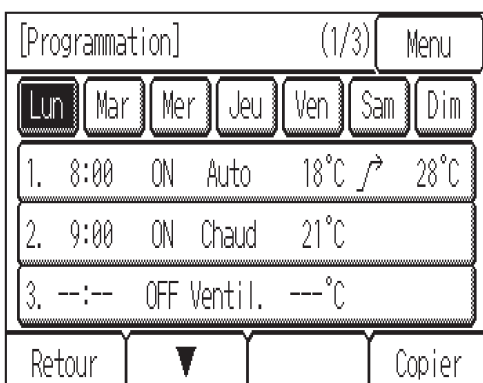 [Programmation] (1/3) Menu
Lun Mar Mer Jeu Ven Sam Dim
1. 8:00 ON Auto 18°C 28°C
2. 9:00 ON Chaud 21°C
3. --:-- OFF Ventil. ---°C
Retour ▼ Copier